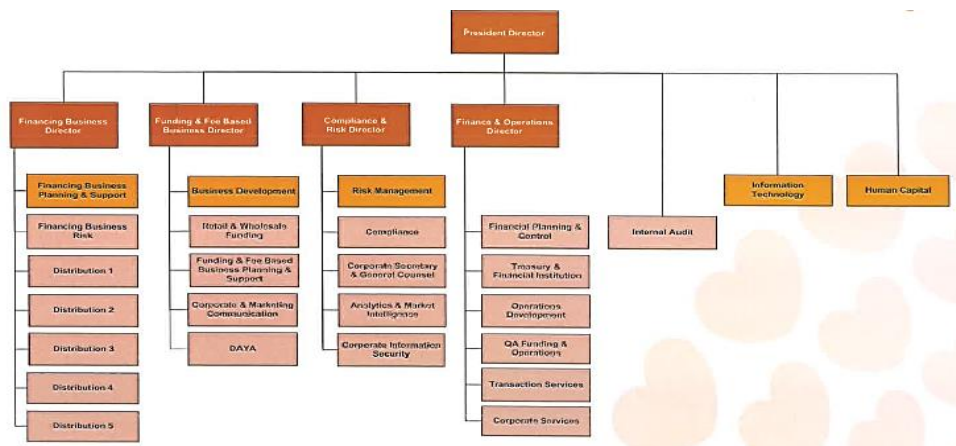 President Director
Financing Business
Director
Funding & Fee Based
Business Director
Compliance &
Risk Director
Finance & Operations
Director
Financing Business
Planning & Support
Financing Business
Risk
Distribution 1
Distribution 2
Distribution 3
Distribution 4
Distribution 5
Business Development
Retail & Wholesale
Funding
Funding & Fee Based
Business Planning &
Support
Corporate & Marketing
Communication
DAYA
Risk Management
Compliance
Corporate Secretary
& General Counsel
Analytics & Market
Intelligence
Corporate Information
Security
Financial Planning &
Control
Treasury &
Financial Institution
Operations
Development
QA Funding &
Operations
Transaction Services
Corporate Services
Internal Audit
Information
Technology
Human Capital